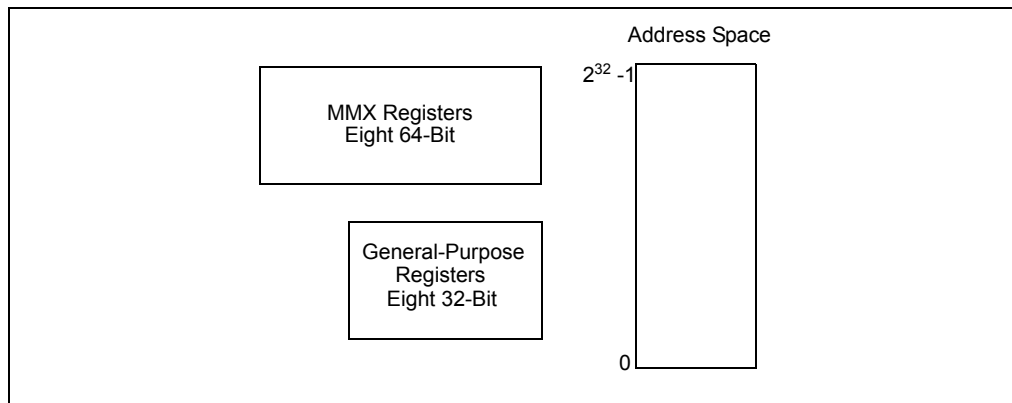 Address Space
2³² -1
MMX Registers
Eight 64-Bit
General-Purpose
Registers
Eight 32-Bit
0